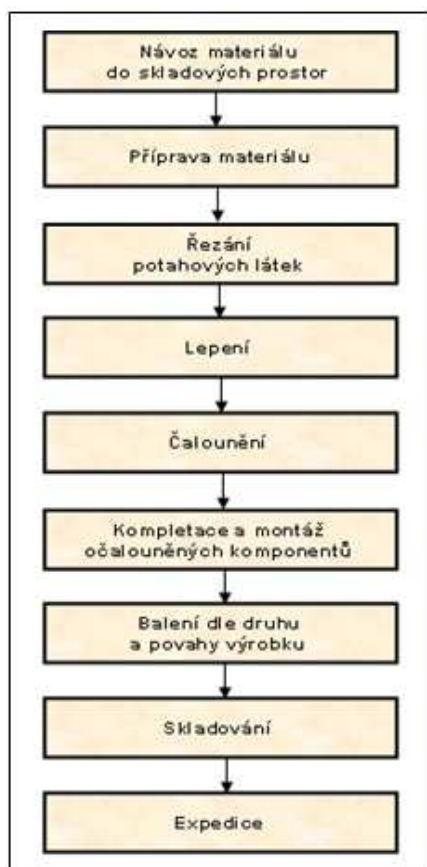 Návoz materiálu
do skladových prostor
Příprava materiálu
Řezání
potahových látek
Lepení
Čalounění
Kompletace a montáž
očalouněných komponentů
Balení dle druhu
a povahy výrobku
Skladování
Expedice